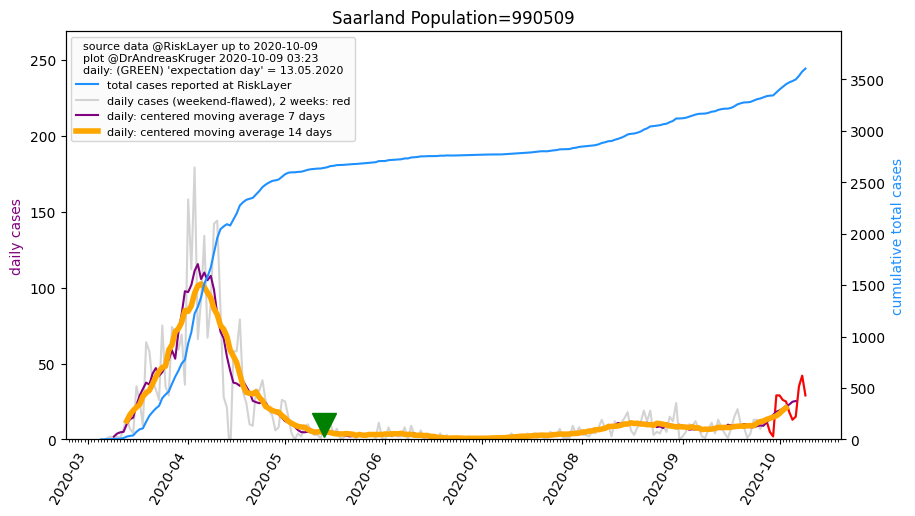 Saarland Population=990509
source data @RiskLayer up to 2020-10-09
plot @DrAndreasKruger 2020-10-09 03:23
daily: (GREEN) 'expectation day' = 13.05.2020
total cases reported at RiskLayer
daily cases (weekend-flawed), 2 weeks: red
daily: centered moving average 7 days
daily: centered moving average 14 days
daily cases
250
200
150
100
50
0
cumulative total cases
3500
3000
2500
2000
1500
1000
500
0
2020-03
2020-04
2020-05
2020-06
2020-07
2020-08
2020-09
2020-10